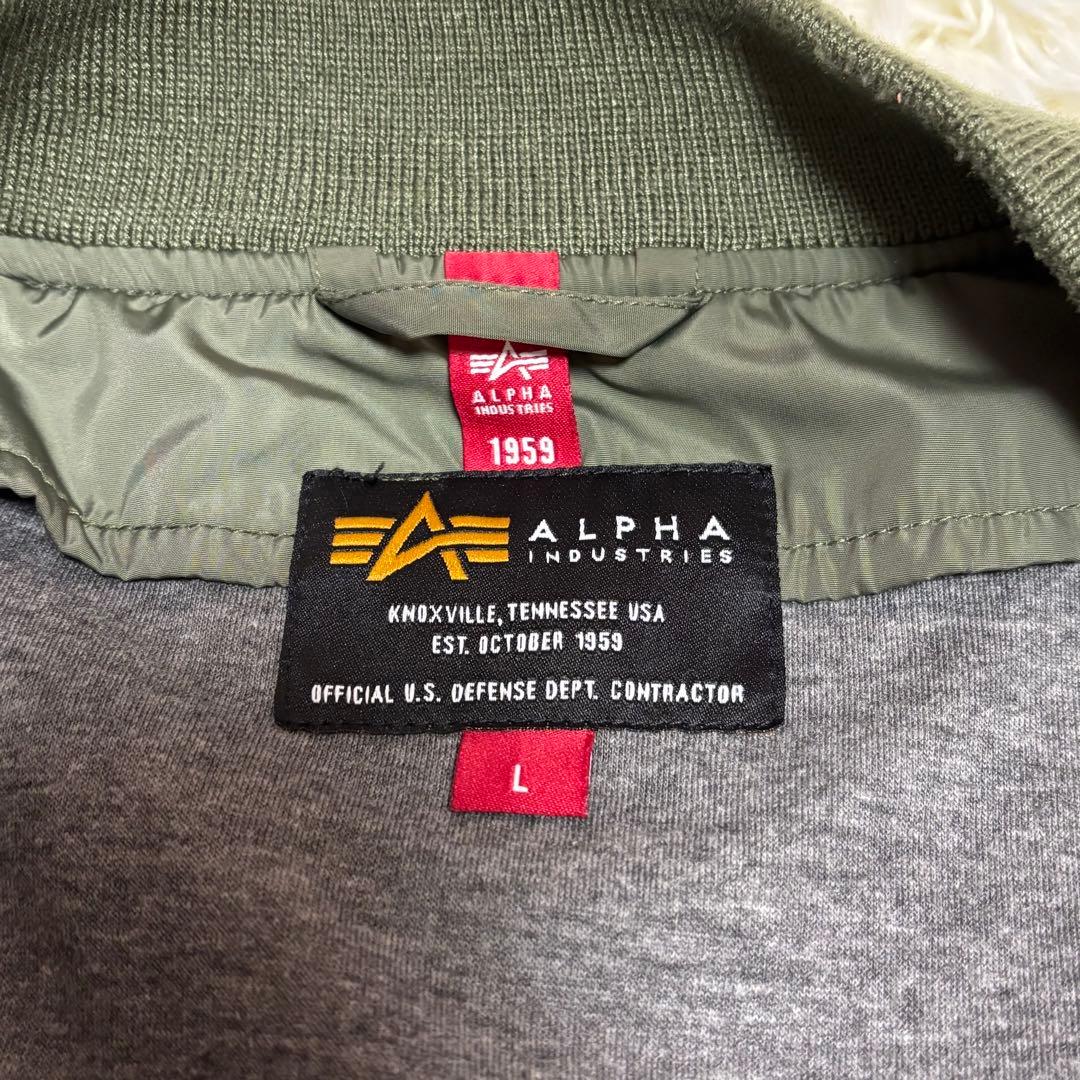 ALPHA
INDUSTRIES
1959
ALPHA
INDUSTRIES
KNOXVILLE, TENNESSEE USA
EST. OCTOBER 1959
OFFICIAL U.S. DEFENSE DEPT. CONTRACTOR
L